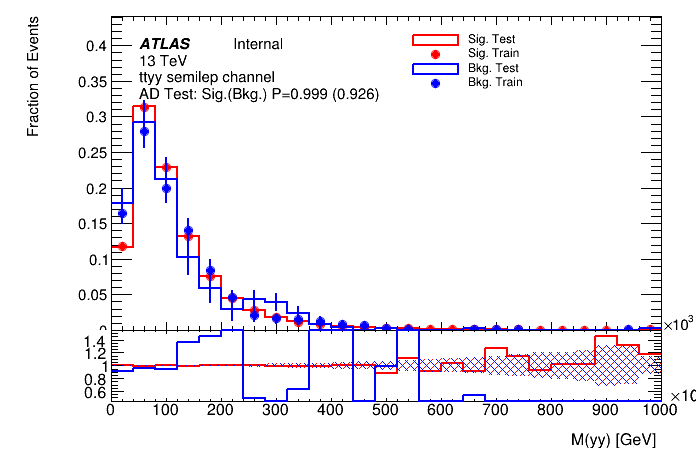 Fraction of Events
ATLAS Internal
13 TeV
ttyy semilep channel
AD Test: Sig.(Bkg.) P=0.999 (0.926)
Sig. Test
Sig. Train
Bkg. Test
Bkg. Train
0.4
0.35
0.3
0.25
0.2
0.15
0.1
0.05
×10³
1.4
1.2
1
0.8
0.6
0 100 200 300 400 500 600 700 800 900 1000
×10
M(yy) [GeV]